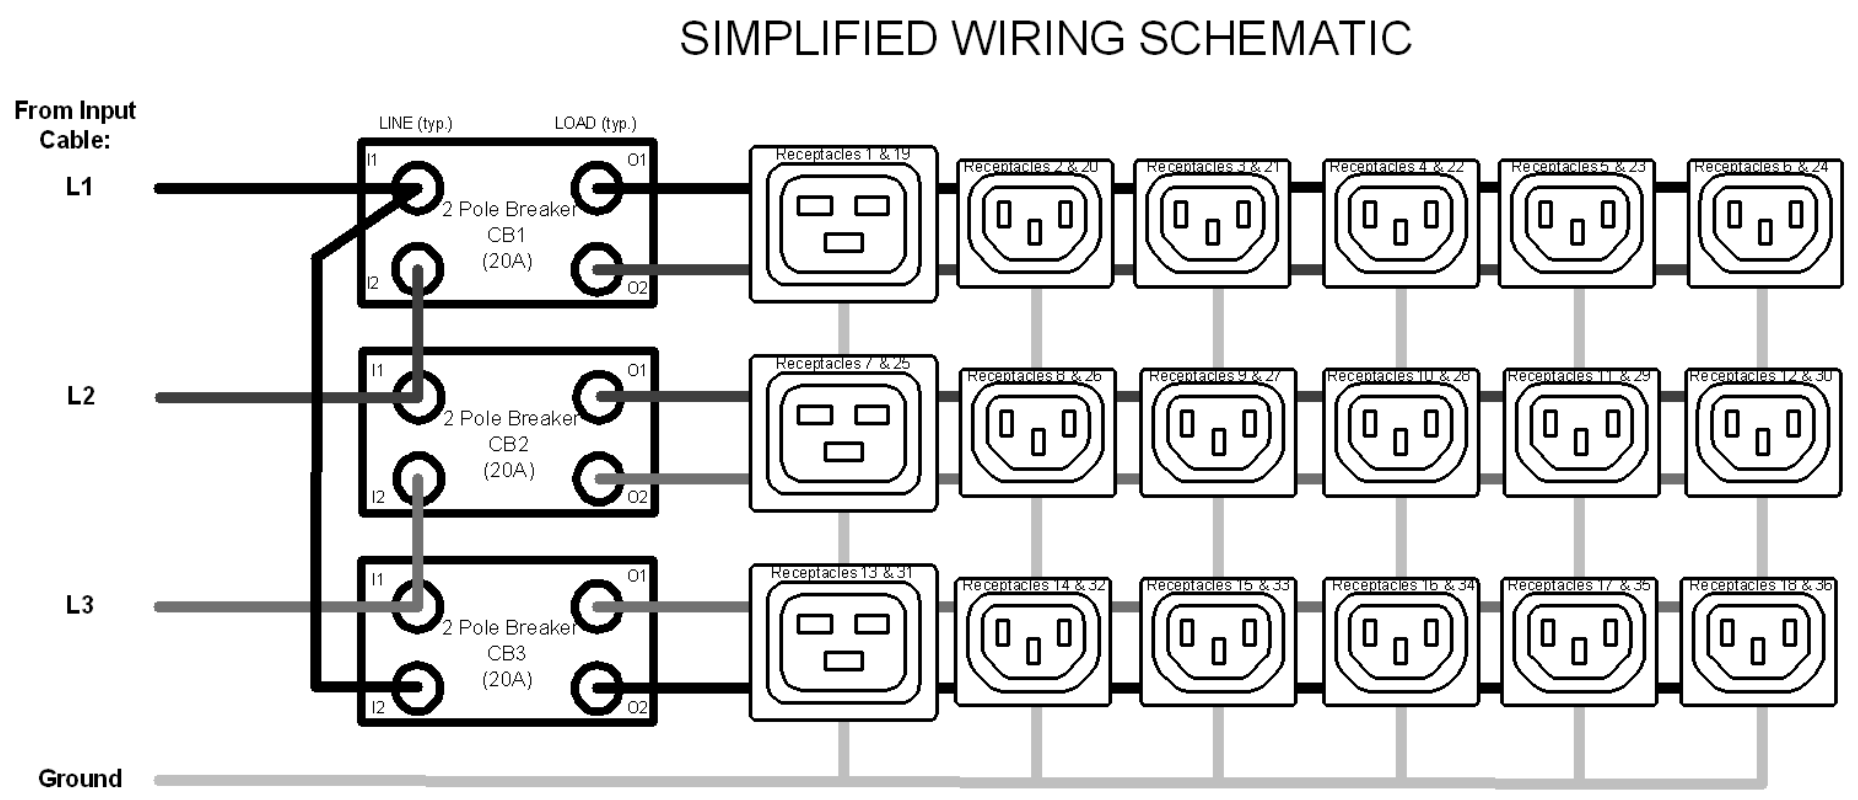 SIMPLIFIED WIRING SCHEMATIC
From Input
Cable:
LINE (typ.)
LOAD (typ.)
L1
I1
O1
2 Pole Breaker
CB1
(20A)
I2
O2
Receptacles 1 & 19
Receptacles 2 & 20
Receptacles 3 & 21
Receptacles 4 & 22
Receptacles 5 & 23
Receptacles 6 & 24
L2
I1
O1
2 Pole Breaker
CB2
(20A)
I2
O2
Receptacles 7 & 25
Receptacles 8 & 26
Receptacles 9 & 27
Receptacles 10 & 28
Receptacles 11 & 29
Receptacles 12 & 30
L3
I1
O1
2 Pole Breaker
CB3
(20A)
I2
O2
Receptacles 13 & 31
Receptacles 14 & 32
Receptacles 15 & 33
Receptacles 16 & 34
Receptacles 17 & 35
Receptacles 18 & 36
Ground